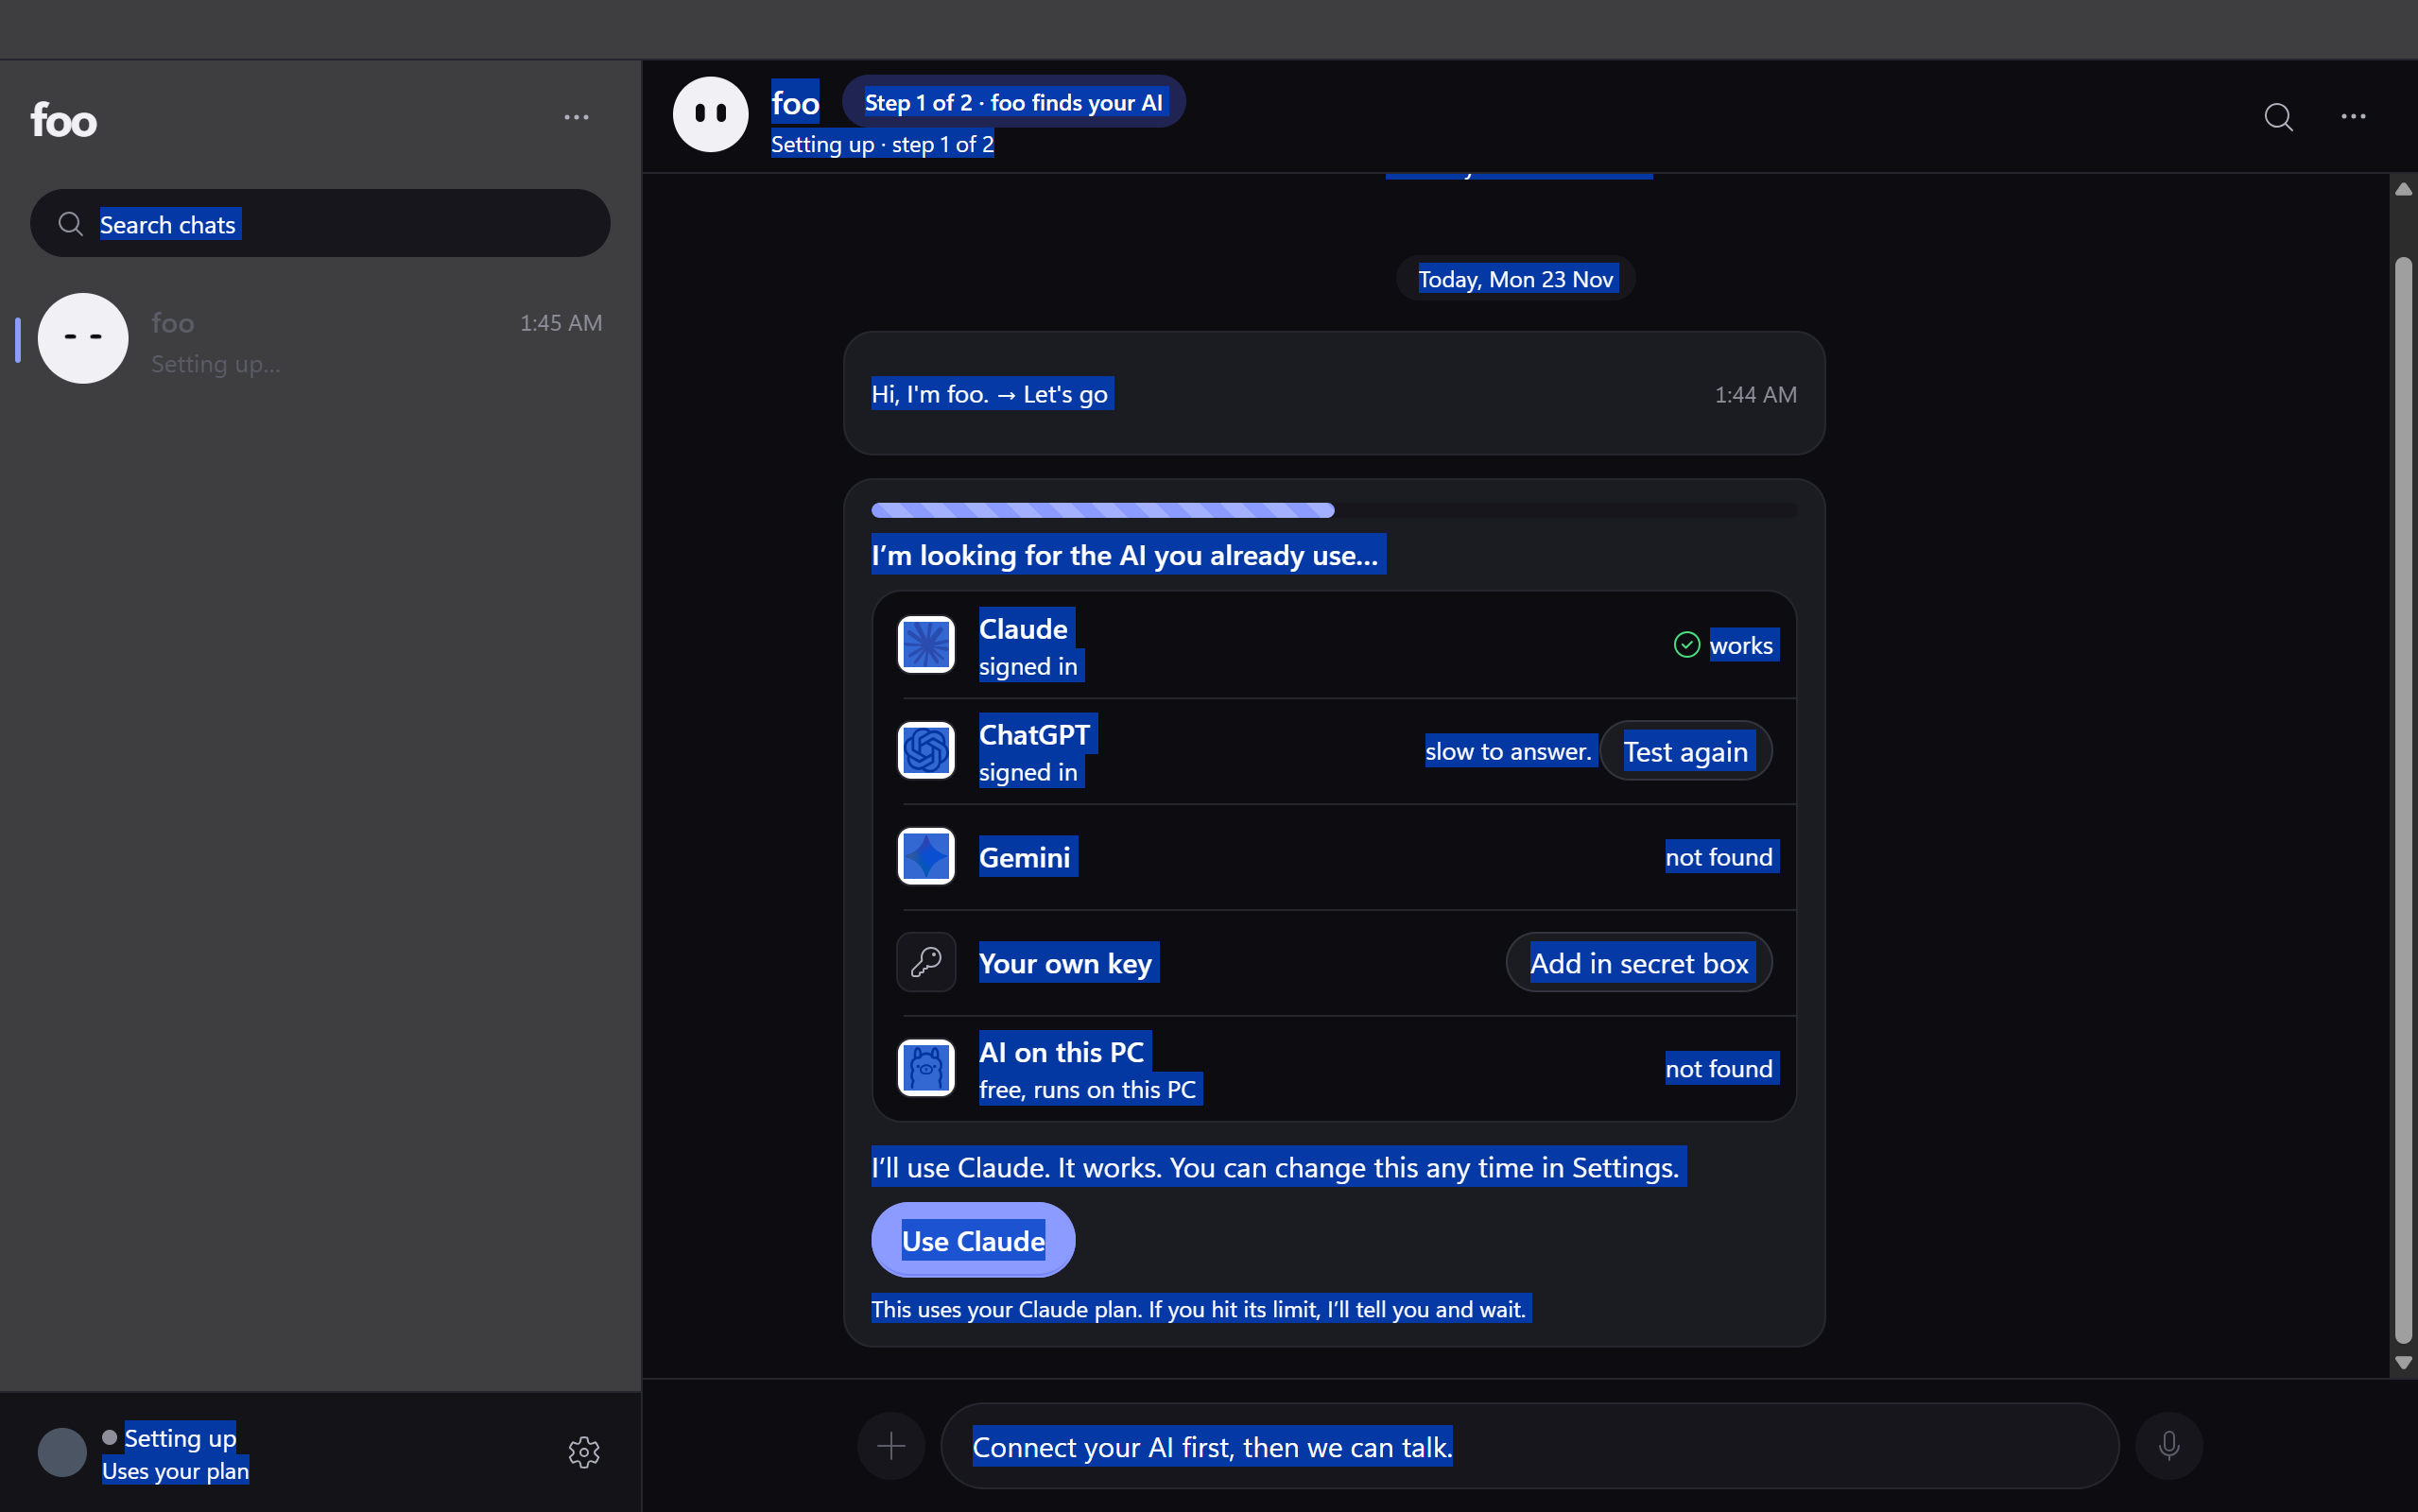 foo
Search chats
foo
1:45 AM
Setting up...
Setting up
Uses your plan
foo
Step 1 of 2 · foo finds your AI
Setting up · step 1 of 2
Today, Mon 23 Nov
Hi, I'm foo. → Let's go
1:44 AM
I’m looking for the AI you already use...
Claude
signed in
works
ChatGPT
signed in
slow to answer.
Test again
Gemini
not found
Your own key
Add in secret box
AI on this PC
free, runs on this PC
not found
I’ll use Claude. It works. You can change this any time in Settings.
Use Claude
This uses your Claude plan. If you hit its limit, I’ll tell you and wait.
Connect your AI first, then we can talk.